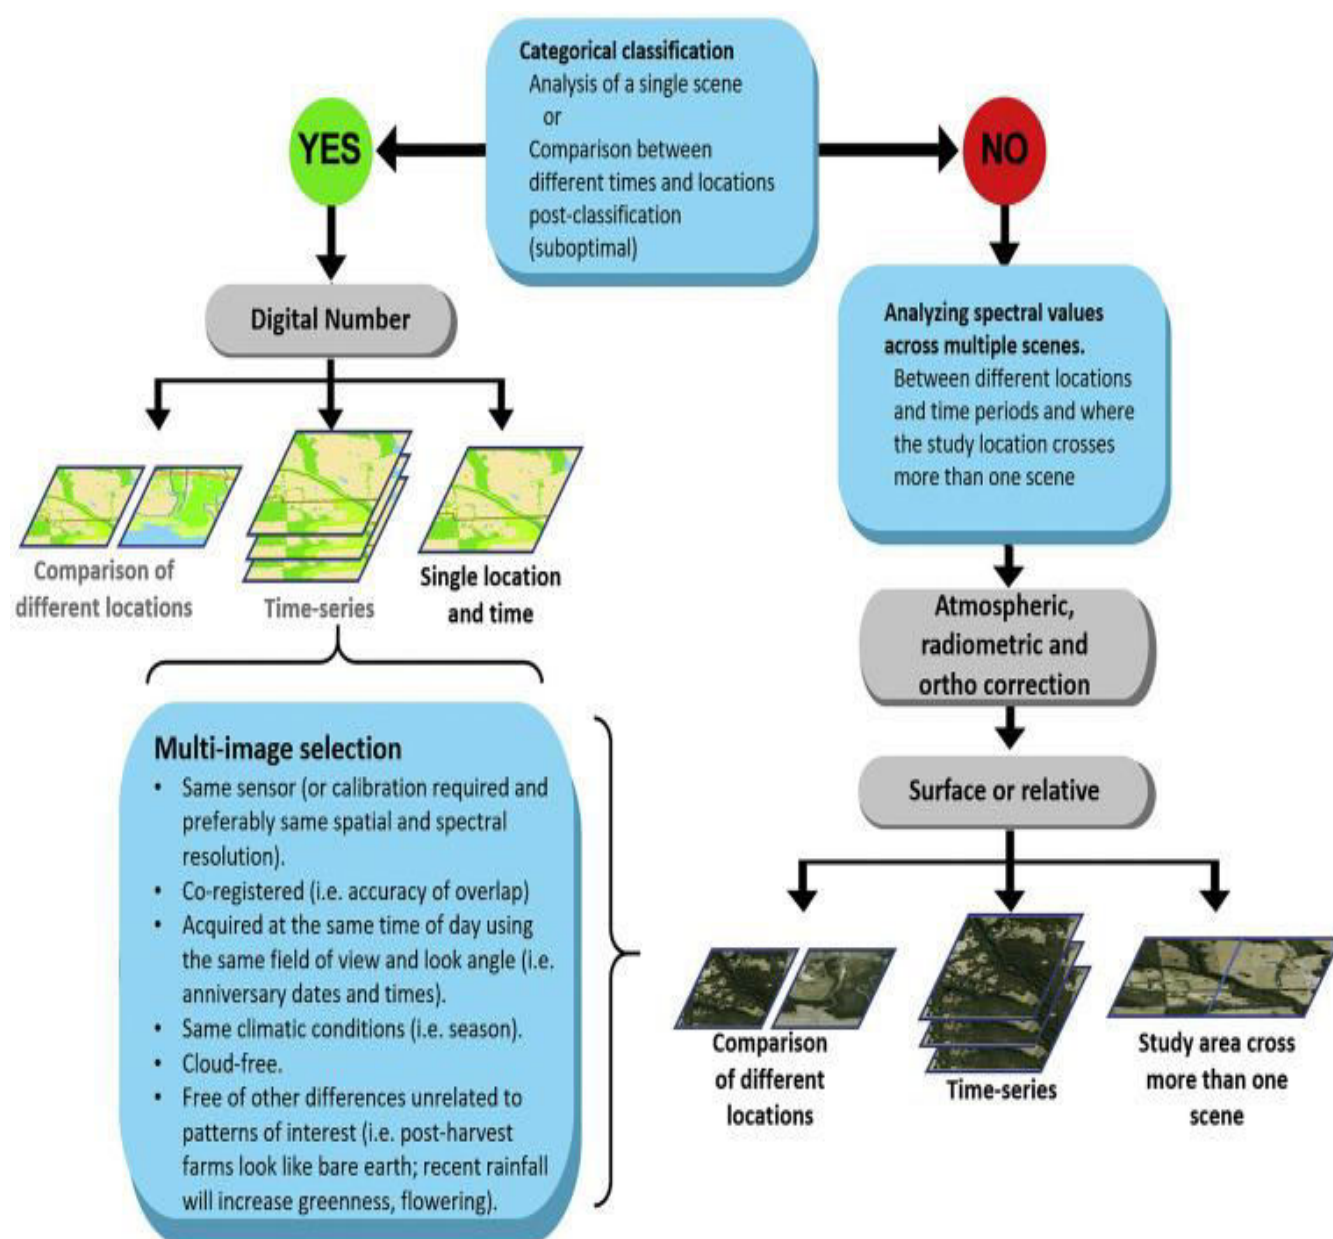 Categorical classification
Analysis of a single scene
or
Comparison between
different times and locations
post-classification
(suboptimal)
YES
NO
Digital Number
Comparison of
different locations
Time-series
Single location
and time
Analyzing spectral values
across multiple scenes.
Between different locations
and time periods and where
the study location crosses
more than one scene
Atmospheric,
radiometric and
ortho correction
Surface or relative
Multi-image selection
• Same sensor (or calibration required and
preferably same spatial and spectral
resolution).
• Co-registered (i.e. accuracy of overlap)
• Acquired at the same time of day using
the same field of view and look angle (i.e.
anniversary dates and times).
• Same climatic conditions (i.e. season).
• Cloud-free.
• Free of other differences unrelated to
patterns of interest (i.e. post-harvest
farms look like bare earth; recent rainfall
will increase greenness, flowering).
Comparison
of different
locations
Time-series
Study area cross
more than one
scene